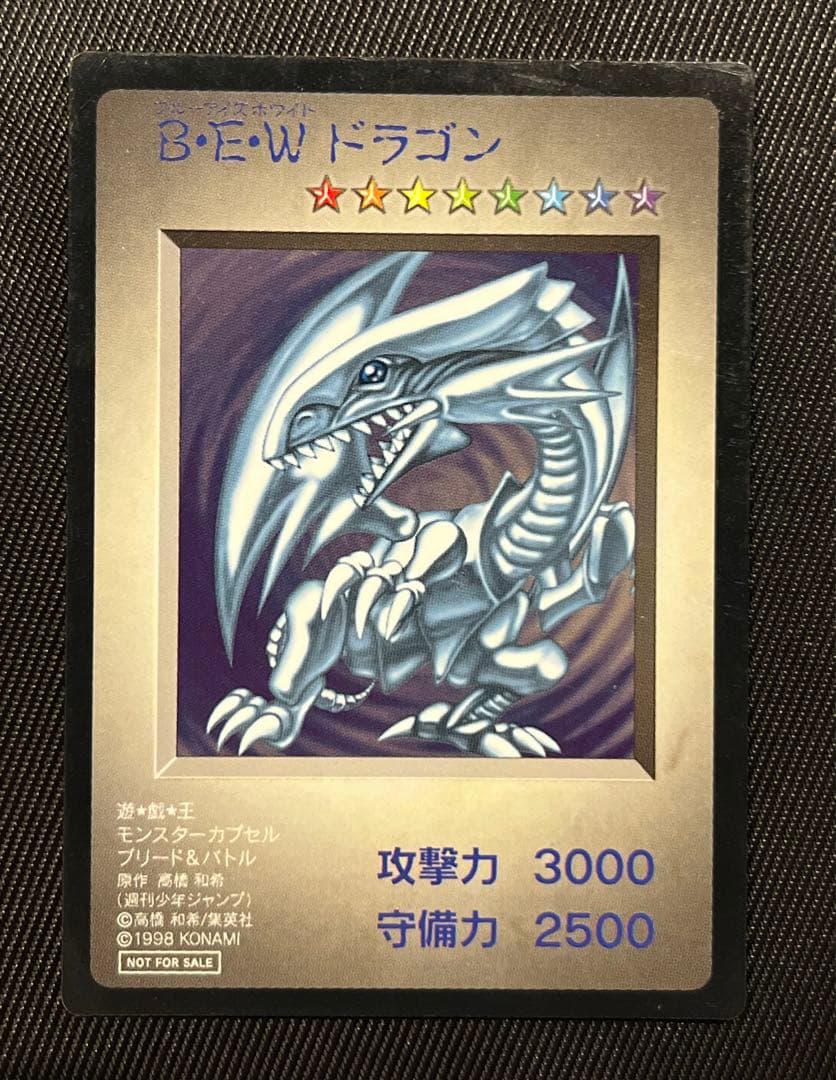 ブルーアイズホワイト
B・E・W ドラゴン
遊★戯★王
モンスターカプセル
ブリード&バトル
原作 高橋 和希
(週刊少年ジャンプ)
©高橋 和希/集英社
©1998 KONAMI
NOT FOR SALE
攻撃力 3000
守備力 2500